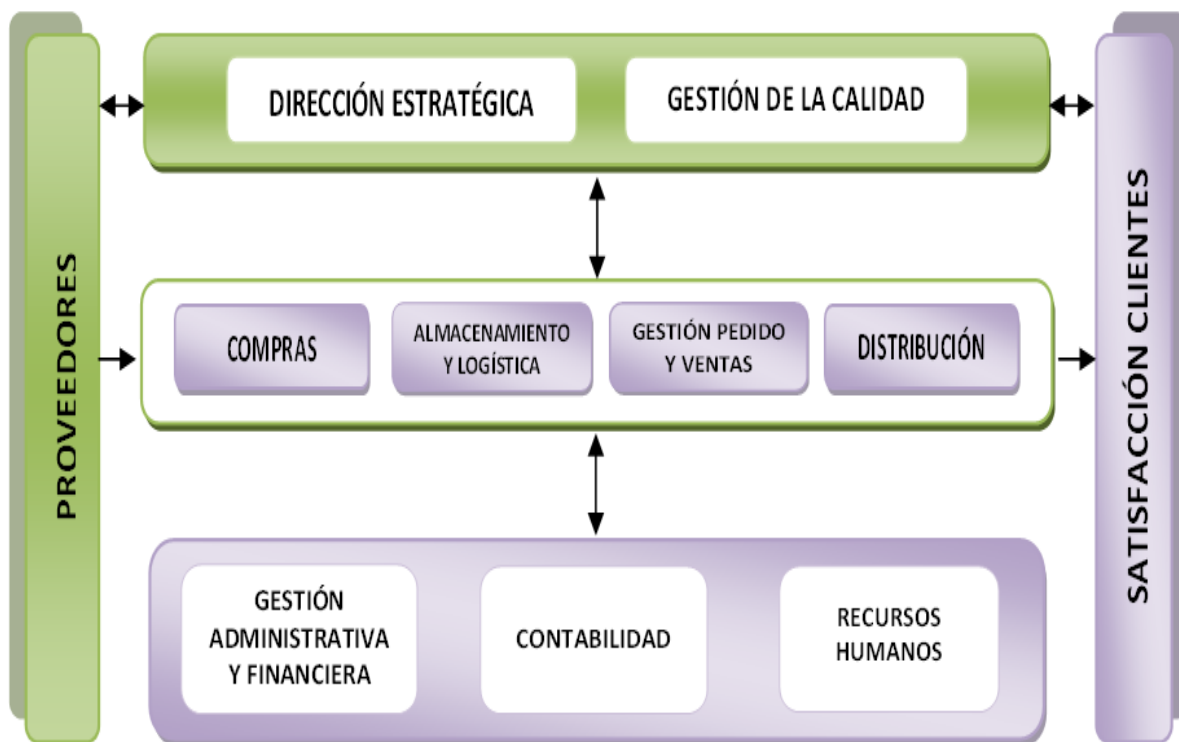 PROVEEDORES
DIRECCIÓN ESTRATÉGICA
GESTIÓN DE LA CALIDAD
COMPRAS
ALMACENAMIENTO
Y LOGÍSTICA
GESTIÓN PEDIDO
Y VENTAS
DISTRIBUCIÓN
GESTIÓN
ADMINISTRATIVA
Y FINANCIERA
CONTABILIDAD
RECURSOS
HUMANOS
SATISFACCIÓN CLIENTES